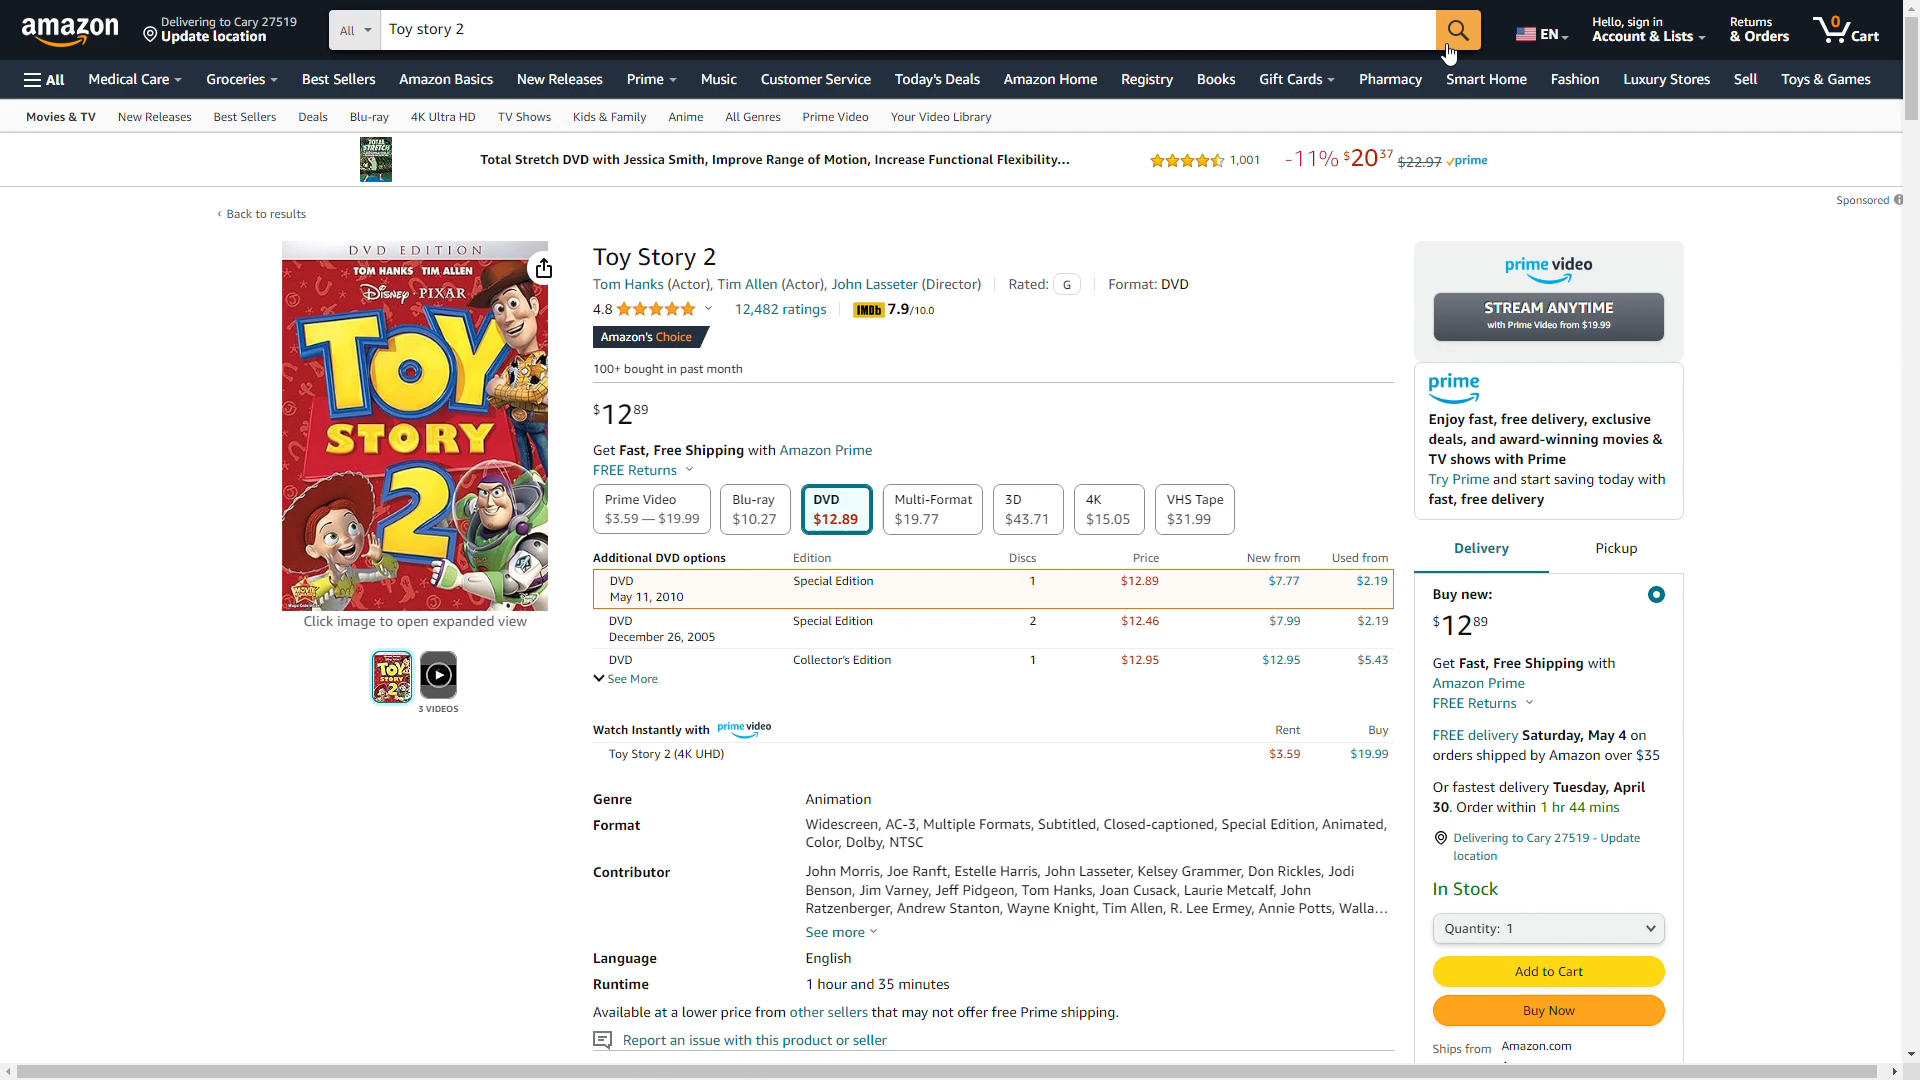 amazon
Delivering to Cary 27519
Update location
All
Toy story 2
EN
Hello, sign in
Account & Lists
Returns
& Orders
0
Cart
All
Medical Care
Groceries
Best Sellers
Amazon Basics
New Releases
Prime
Music
Customer Service
Today's Deals
Amazon Home
Registry
Books
Gift Cards
Pharmacy
Smart Home
Fashion
Luxury Stores
Sell
Toys & Games
Movies & TV
New Releases
Best Sellers
Deals
Blu-ray
4K Ultra HD
TV Shows
Kids & Family
Anime
All Genres
Prime Video
Your Video Library
TOTAL
STRETCH
Total Stretch DVD with Jessica Smith, Improve Range of Motion, Increase Functional Flexibility...
1,001
-11% $20 37 $22.97 prime
Sponsored
‹ Back to results
DVD EDITION
TOM HANKS TIM ALLEN
Disney · PIXAR
TOY
STORY
2
Click image to open expanded view
3 VIDEOS
Toy Story 2
Tom Hanks (Actor), Tim Allen (Actor), John Lasseter (Director)
Rated: G
Format: DVD
4.8
12,482 ratings
IMDb 7.9/10.0
Amazon's Choice
100+ bought in past month
$12 89
Get Fast, Free Shipping with Amazon Prime
FREE Returns
Prime Video
$3.59 — $19.99
Blu-ray
$10.27
DVD
$12.89
Multi-Format
$19.77
3D
$43.71
4K
$15.05
VHS Tape
$31.99
Additional DVD options Edition Discs Price New from Used from
DVD Special Edition 1 $12.89 $7.77 $2.19
May 11, 2010
DVD Special Edition 2 $12.46 $7.99 $2.19
December 26, 2005
DVD Collector's Edition 1 $12.95 $12.95 $5.43
See More
Watch Instantly with prime video Rent Buy
Toy Story 2 (4K UHD) $3.59 $19.99
Genre Animation
Format Widescreen, AC-3, Multiple Formats, Subtitled, Closed-captioned, Special Edition, Animated,
Color, Dolby, NTSC
Contributor John Morris, Joe Ranft, Estelle Harris, John Lasseter, Kelsey Grammer, Don Rickles, Jodi
Benson, Jim Varney, Jeff Pidgeon, Tom Hanks, Joan Cusack, Laurie Metcalf, John
Ratzenberger, Andrew Stanton, Wayne Knight, Tim Allen, R. Lee Ermey, Annie Potts, Walla...
See more
Language English
Runtime 1 hour and 35 minutes
Available at a lower price from other sellers that may not offer free Prime shipping.
Report an issue with this product or seller
prime video
STREAM ANYTIME
with Prime Video from $19.99
prime
Enjoy fast, free delivery, exclusive
deals, and award-winning movies &
TV shows with Prime
Try Prime and start saving today with
fast, free delivery
Delivery
Pickup
Buy new:
$12 89
Get Fast, Free Shipping with
Amazon Prime
FREE Returns
FREE delivery Saturday, May 4 on
orders shipped by Amazon over $35
Or fastest delivery Tuesday, April
30. Order within 1 hr 44 mins
Delivering to Cary 27519 - Update
location
In Stock
Quantity: 1
Add to Cart
Buy Now
Ships from Amazon.com